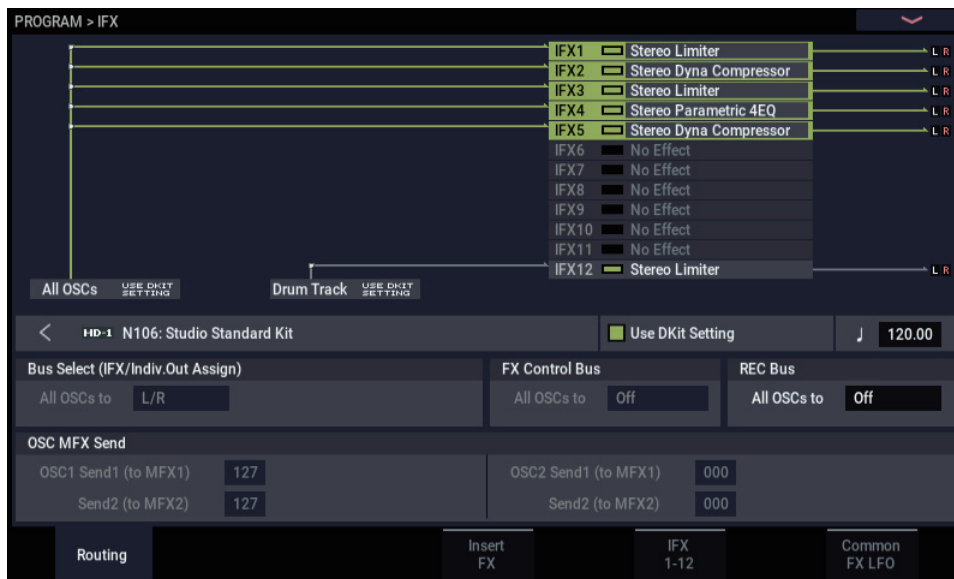 PROGRAM > IFX
IFX1 Stereo Limiter L R
IFX2 Stereo Dyna Compressor L R
IFX3 Stereo Limiter L R
IFX4 Stereo Parametric 4EQ L R
IFX5 Stereo Dyna Compressor L R
IFX6 No Effect
IFX7 No Effect
IFX8 No Effect
IFX9 No Effect
IFX10 No Effect
IFX11 No Effect
IFX12 Stereo Limiter L R
All OSCs USE DKIT SETTING Drum Track USE DKIT SETTING
HD-1 N106: Studio Standard Kit Use DKit Setting ♩ 120.00
Bus Select (IFX/Indiv.Out Assign) FX Control Bus REC Bus
All OSCs to L/R All OSCs to Off All OSCs to Off
OSC MFX Send
OSC1 Send1 (to MFX1) 127 OSC2 Send1 (to MFX1) 000
Send2 (to MFX2) 127 Send2 (to MFX2) 000
Routing Insert FX IFX 1-12 Common FX LFO